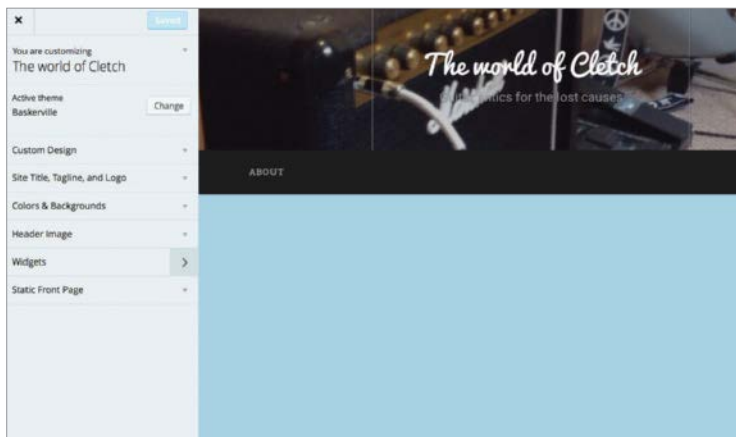 Saved
You are customizing
The world of Cletch
Active theme
Baskerville
Change
Custom Design
Site Title, Tagline, and Logo
Colors & Backgrounds
Header Image
Widgets
Static Front Page
The world of Cletch
for the lost causes
ABOUT